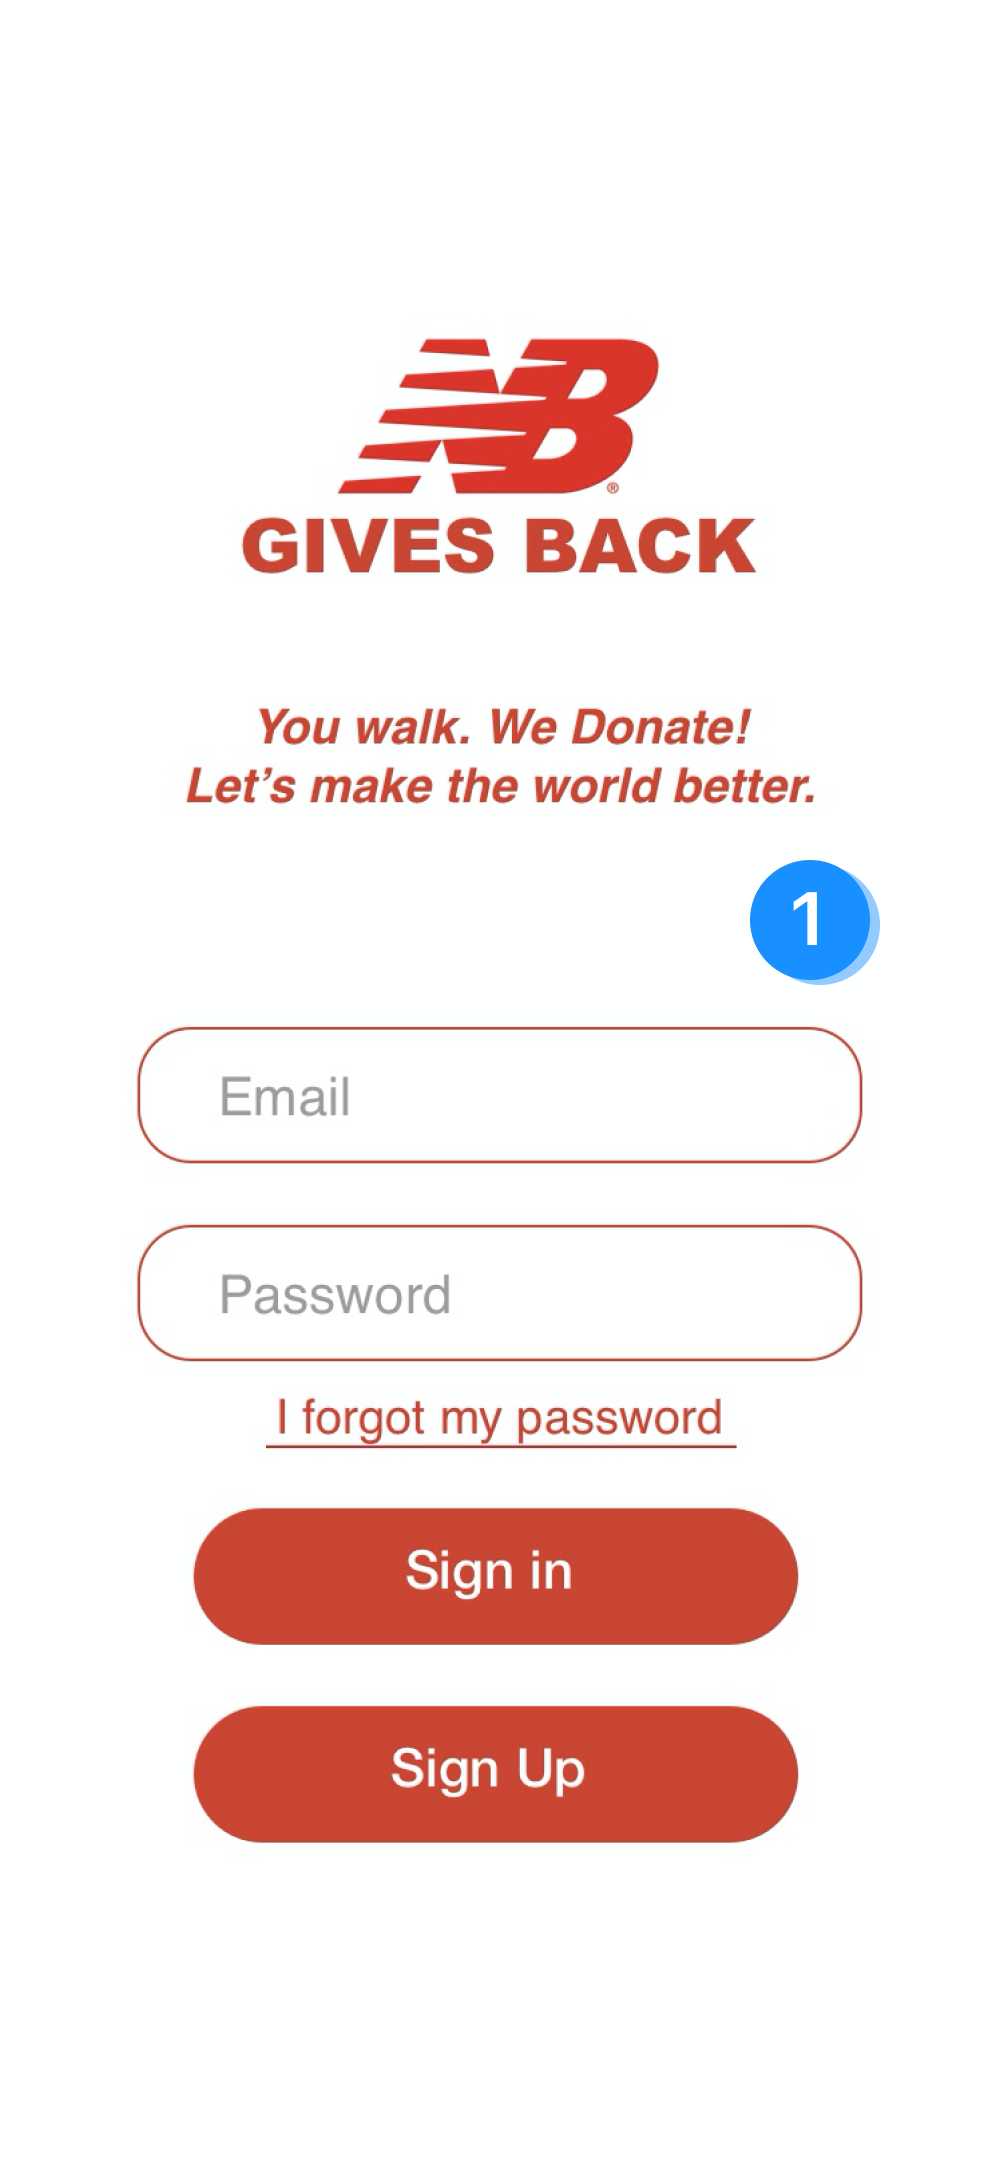 NB
®
GIVES BACK
You walk. We Donate!
Let’s make the world better.
1
Email
Password
I forgot my password
Sign in
Sign Up